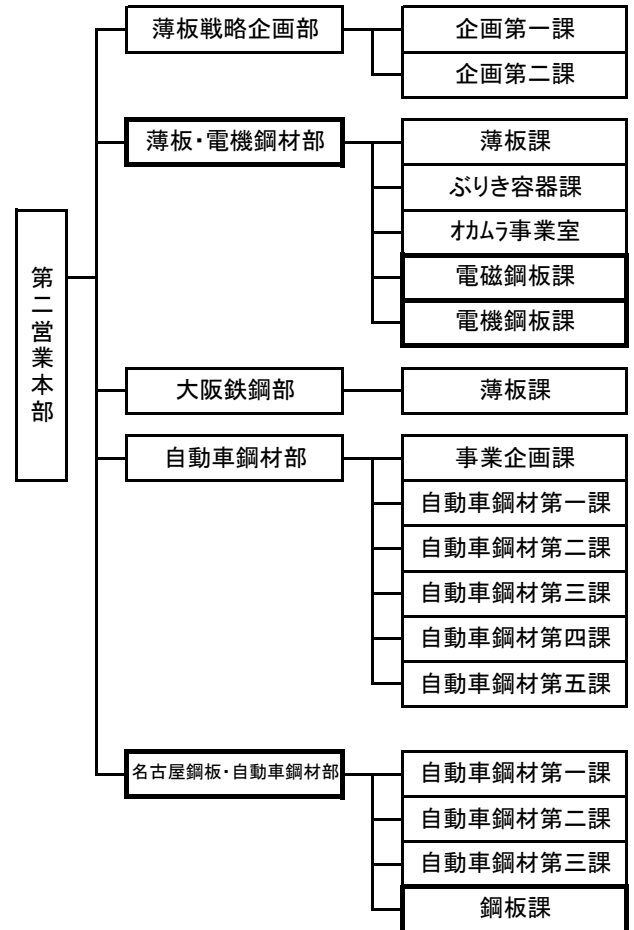 第二営業本部
薄板戦略企画部
企画第一課
企画第二課
薄板・電機鋼材部
薄板課
ぶりき容器課
オカムラ事業室
電磁鋼板課
電機鋼板課
大阪鉄鋼部
薄板課
自動車鋼材部
事業企画課
自動車鋼材第一課
自動車鋼材第二課
自動車鋼材第三課
自動車鋼材第四課
自動車鋼材第五課
名古屋鋼板・自動車鋼材部
自動車鋼材第一課
自動車鋼材第二課
自動車鋼材第三課
鋼板課